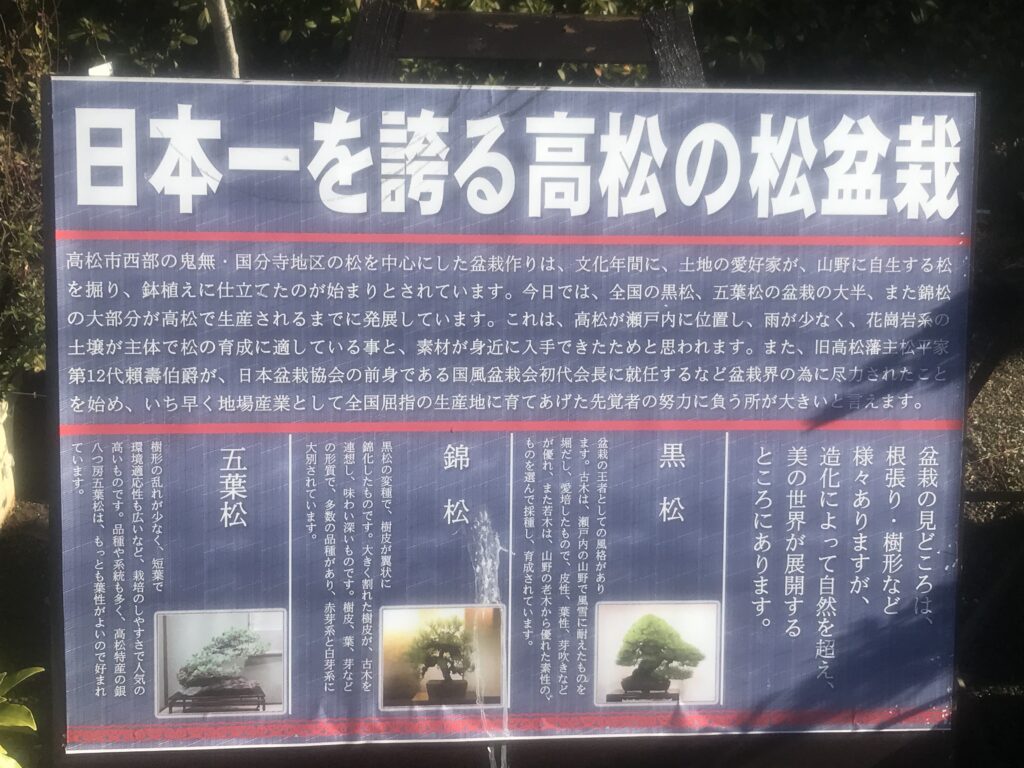 日本一を誇る高松の松盆栽
高松市西部の鬼無・国分寺地区の松を中心にした盆栽作りは、文化年間に、土地の愛好家が、山野に自生する松
を掘り、鉢植えに仕立てたのが始まりとされています。今日では、全国の黒松、五葉松の盆栽の大半、また錦松
の大部分が高松で生産されるまでに発展しています。これは、高松が瀬戸内に位置し、雨が少なく、花崗岩系の
土壌が主体で松の育成に適している事と、素材が身近に入手できたためと思われます。また、旧高松藩主松平家
第12代頼壽伯爵が、日本盆栽協会の前身である国風盆栽会初代会長に就任するなど盆栽界の為に尽力されたこと
を始め、いち早く地場産業として全国屈指の生産地に育てあげた先覚者の努力に負う所が大きいと言えます。
盆栽の見どころは、
根張り・樹形など
様々ありますが、
造化によって自然を超え、
美の世界が展開する
ところにあります。
黒松
盆栽の王者としての風格があり
ます。古木は、瀬戸内の山野で風雪に耐えたものを
堀だし、愛培したもので、皮性、葉性、芽吹きなど
が優れ、また若木は、山野の老木から優れた素性の、
ものを選んで採種し、育成されています。
錦松
黒松の変種で、樹皮が翼状に
錦化したものです。大きく割れた樹皮が、古木を
連想し、味わい深いものです。樹皮、葉、芽など
の形質で、多数の品種があり、赤芽系と白芽系に
大別されています。
五葉松
樹形の乱れが少なく、短葉で
環境適応性も広いなど、栽培のしやすさで人気の
高いものです。品種や系統も多く、高松特産の銀
八つ房五葉松は、もっとも葉性がよいので好まれ
ています。